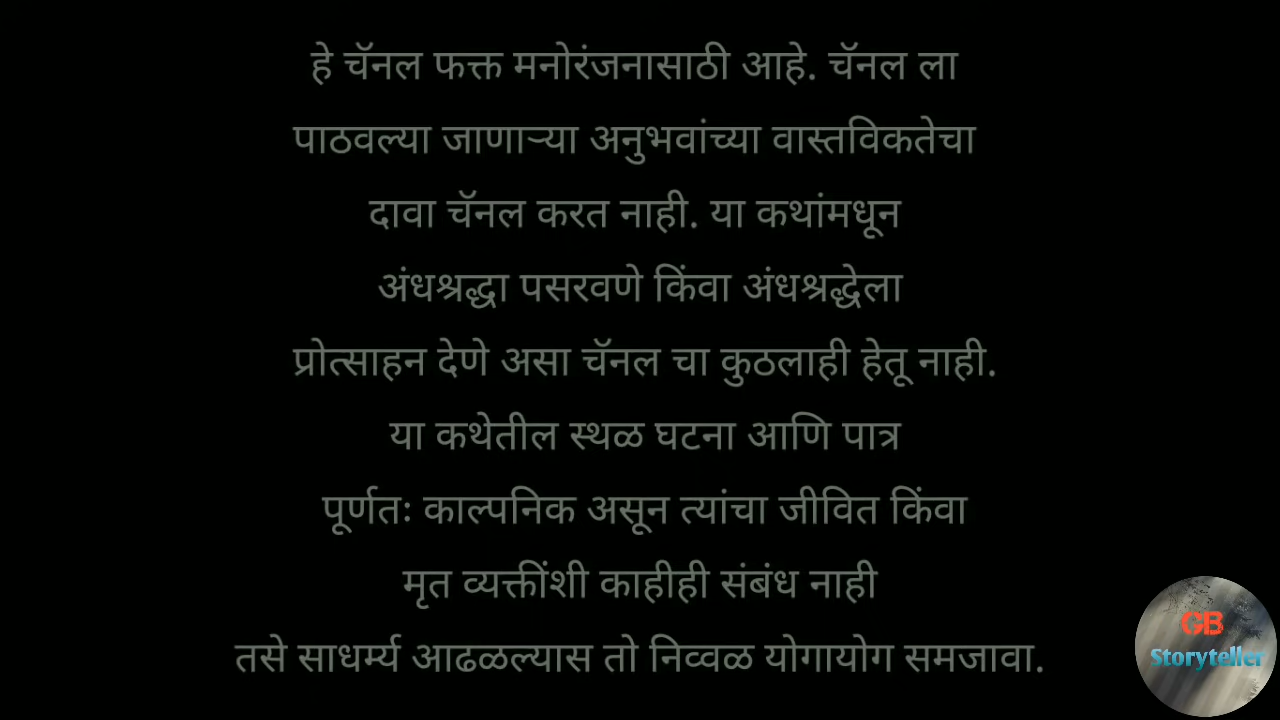 हे चॅनल फक्त मनोरंजनासाठी आहे. चॅनल ला
पाठवल्या जाणाऱ्या अनुभवांच्या वास्तविकतेचा
दावा चॅनल करत नाही. या कथांमधून
अंधश्रद्धा पसरवणे किंवा अंधश्रद्धेला
प्रोत्साहन देणे असा चॅनल चा कुठलाही हेतू नाही.
या कथेतील स्थळ घटना आणि पात्र
पूर्णतः काल्पनिक असून त्यांचा जीवित किंवा
मृत व्यक्तींशी काहीही संबंध नाही
तसे साधर्म्य आढळल्यास तो निव्वळ योगायोग समजावा.
GB
Storyteller